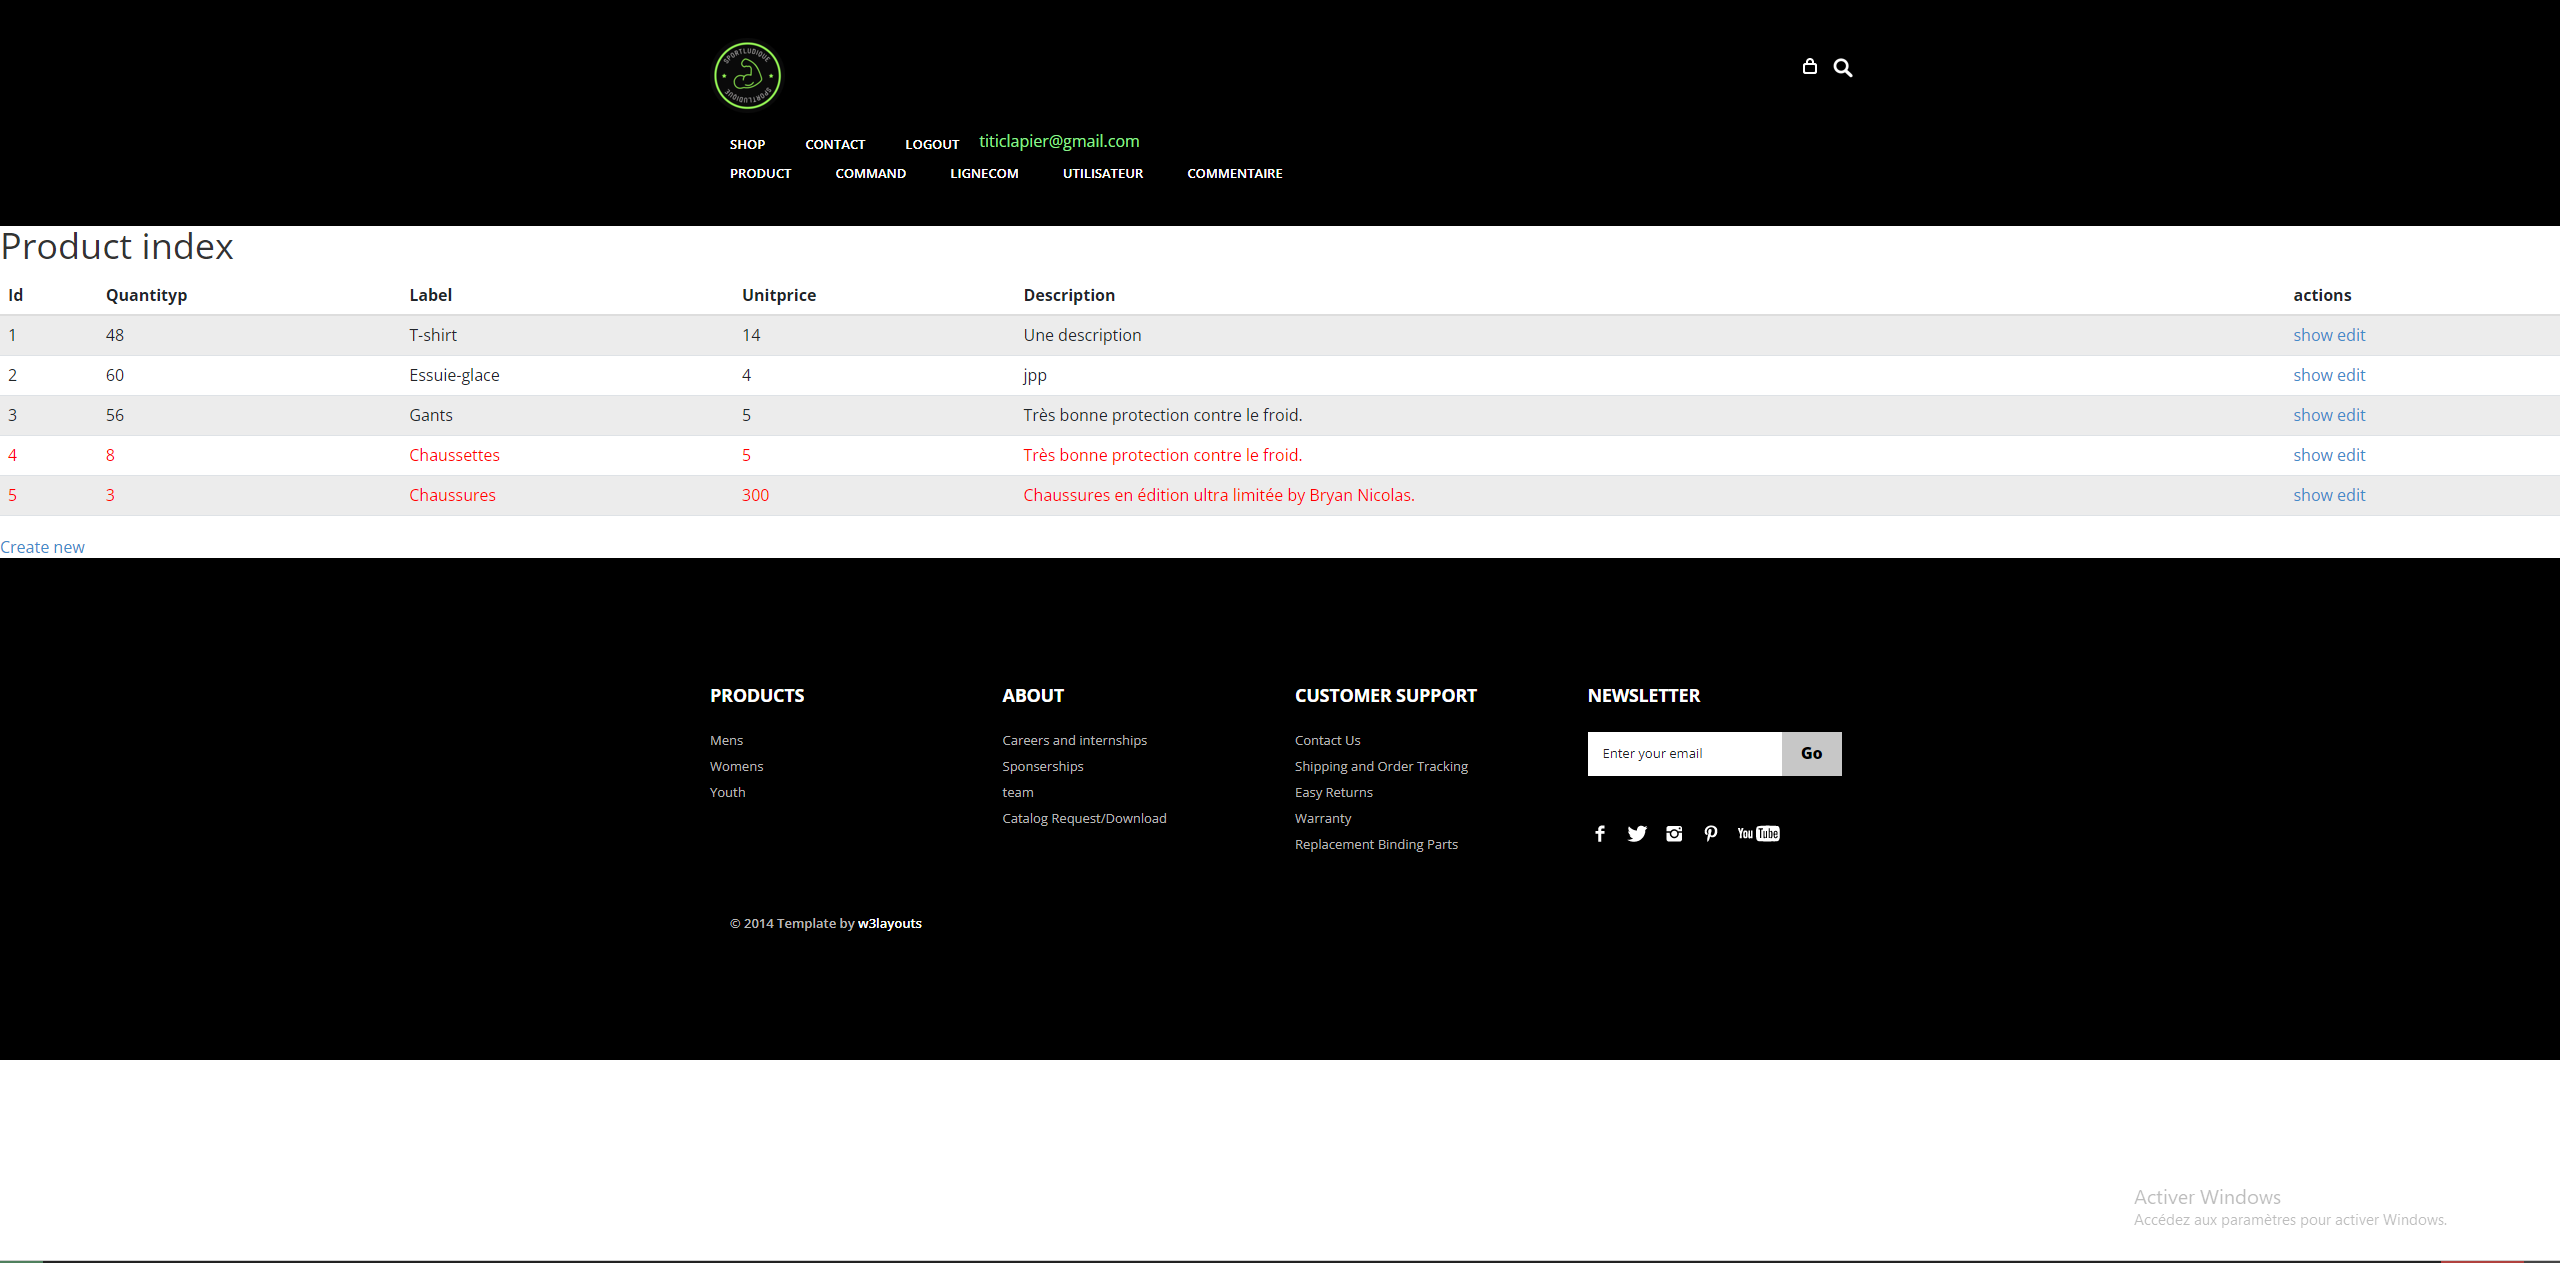 SPORTLUDIQUE
SPORTLUDIQUE
SHOP CONTACT LOGOUT titiclapier@gmail.com
PRODUCT COMMAND LIGNECOM UTILISATEUR COMMENTAIRE
Product index
Id Quantityp Label Unitprice Description actions
1 48 T-shirt 14 Une description show edit
2 60 Essuie-glace 4 jpp show edit
3 56 Gants 5 Très bonne protection contre le froid. show edit
4 8 Chaussettes 5 Très bonne protection contre le froid. show edit
5 3 Chaussures 300 Chaussures en édition ultra limitée by Bryan Nicolas. show edit
Create new
PRODUCTS
Mens
Womens
Youth
ABOUT
Careers and internships
Sponserships
team
Catalog Request/Download
CUSTOMER SUPPORT
Contact Us
Shipping and Order Tracking
Easy Returns
Warranty
Replacement Binding Parts
NEWSLETTER
Enter your email Go
You Tube
© 2014 Template by w3layouts
Activer Windows
Accédez aux paramètres pour activer Windows.